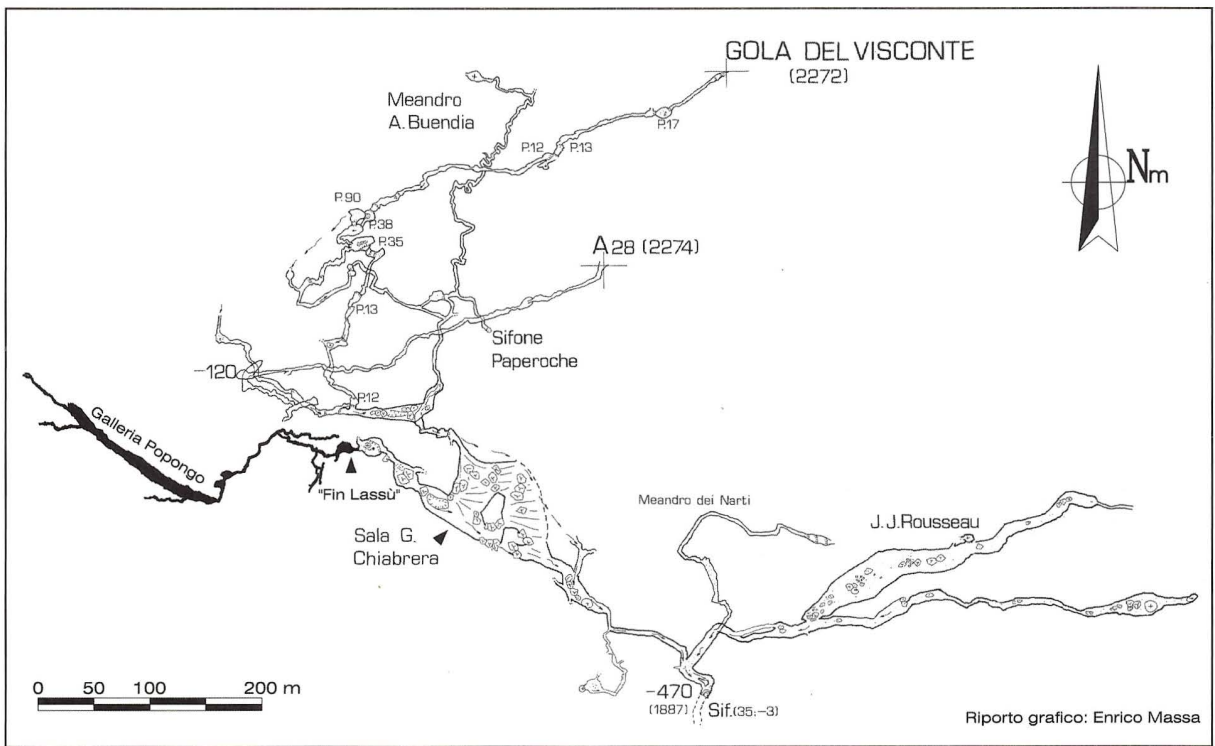 GOLA DEL VISCONTE
(2272)
Meandro
A. Buendia
P.17
P.12
P.13
Nm
P.90
P.38
P.35
A 28 (2274)
P.13
Sifone
Paperoche
-120
P.12
Galleria Popongo
"Fin Lassù"
Sala G.
Chiabrera
Meandro dei Narti
J. J. Rousseau
0 50 100 200 m
-470
(1887)
Sif.(35;-3)
Riporto grafico: Enrico Massa